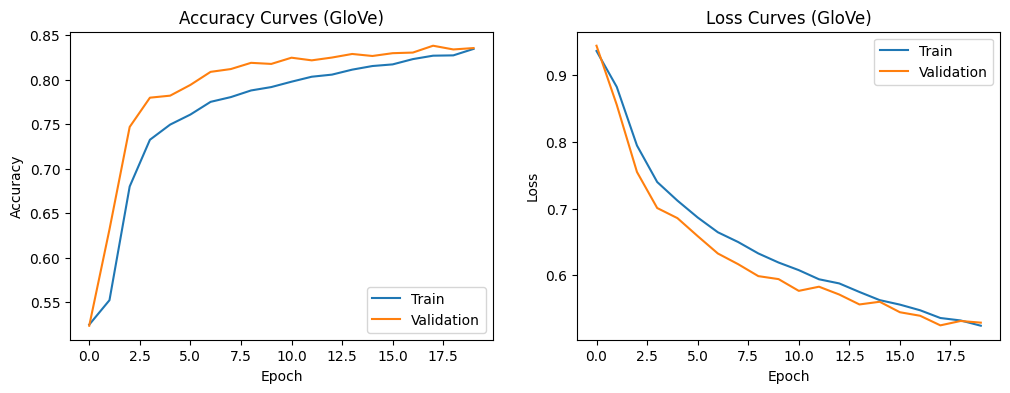 Accuracy Curves (GloVe)
0.85
0.80
0.75
0.70
0.65
0.60
0.55
Accuracy
0.0 2.5 5.0 7.5 10.0 12.5 15.0 17.5
Epoch
Train
Validation
Loss Curves (GloVe)
0.9
0.8
0.7
0.6
Loss
0.0 2.5 5.0 7.5 10.0 12.5 15.0 17.5
Epoch
Train
Validation